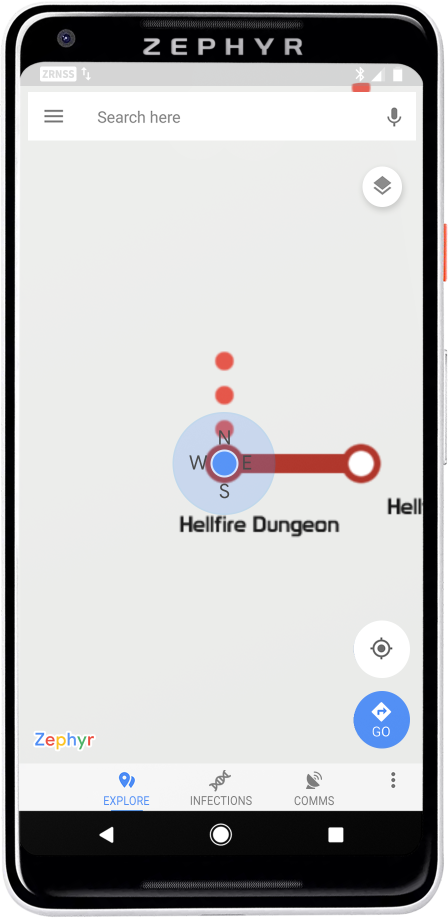 ZEPHYR
ZRNSS
Search here
N
W E
S
Hellfire Dungeon
Hell
Zephyr
GO
EXPLORE INFECTIONS COMMS